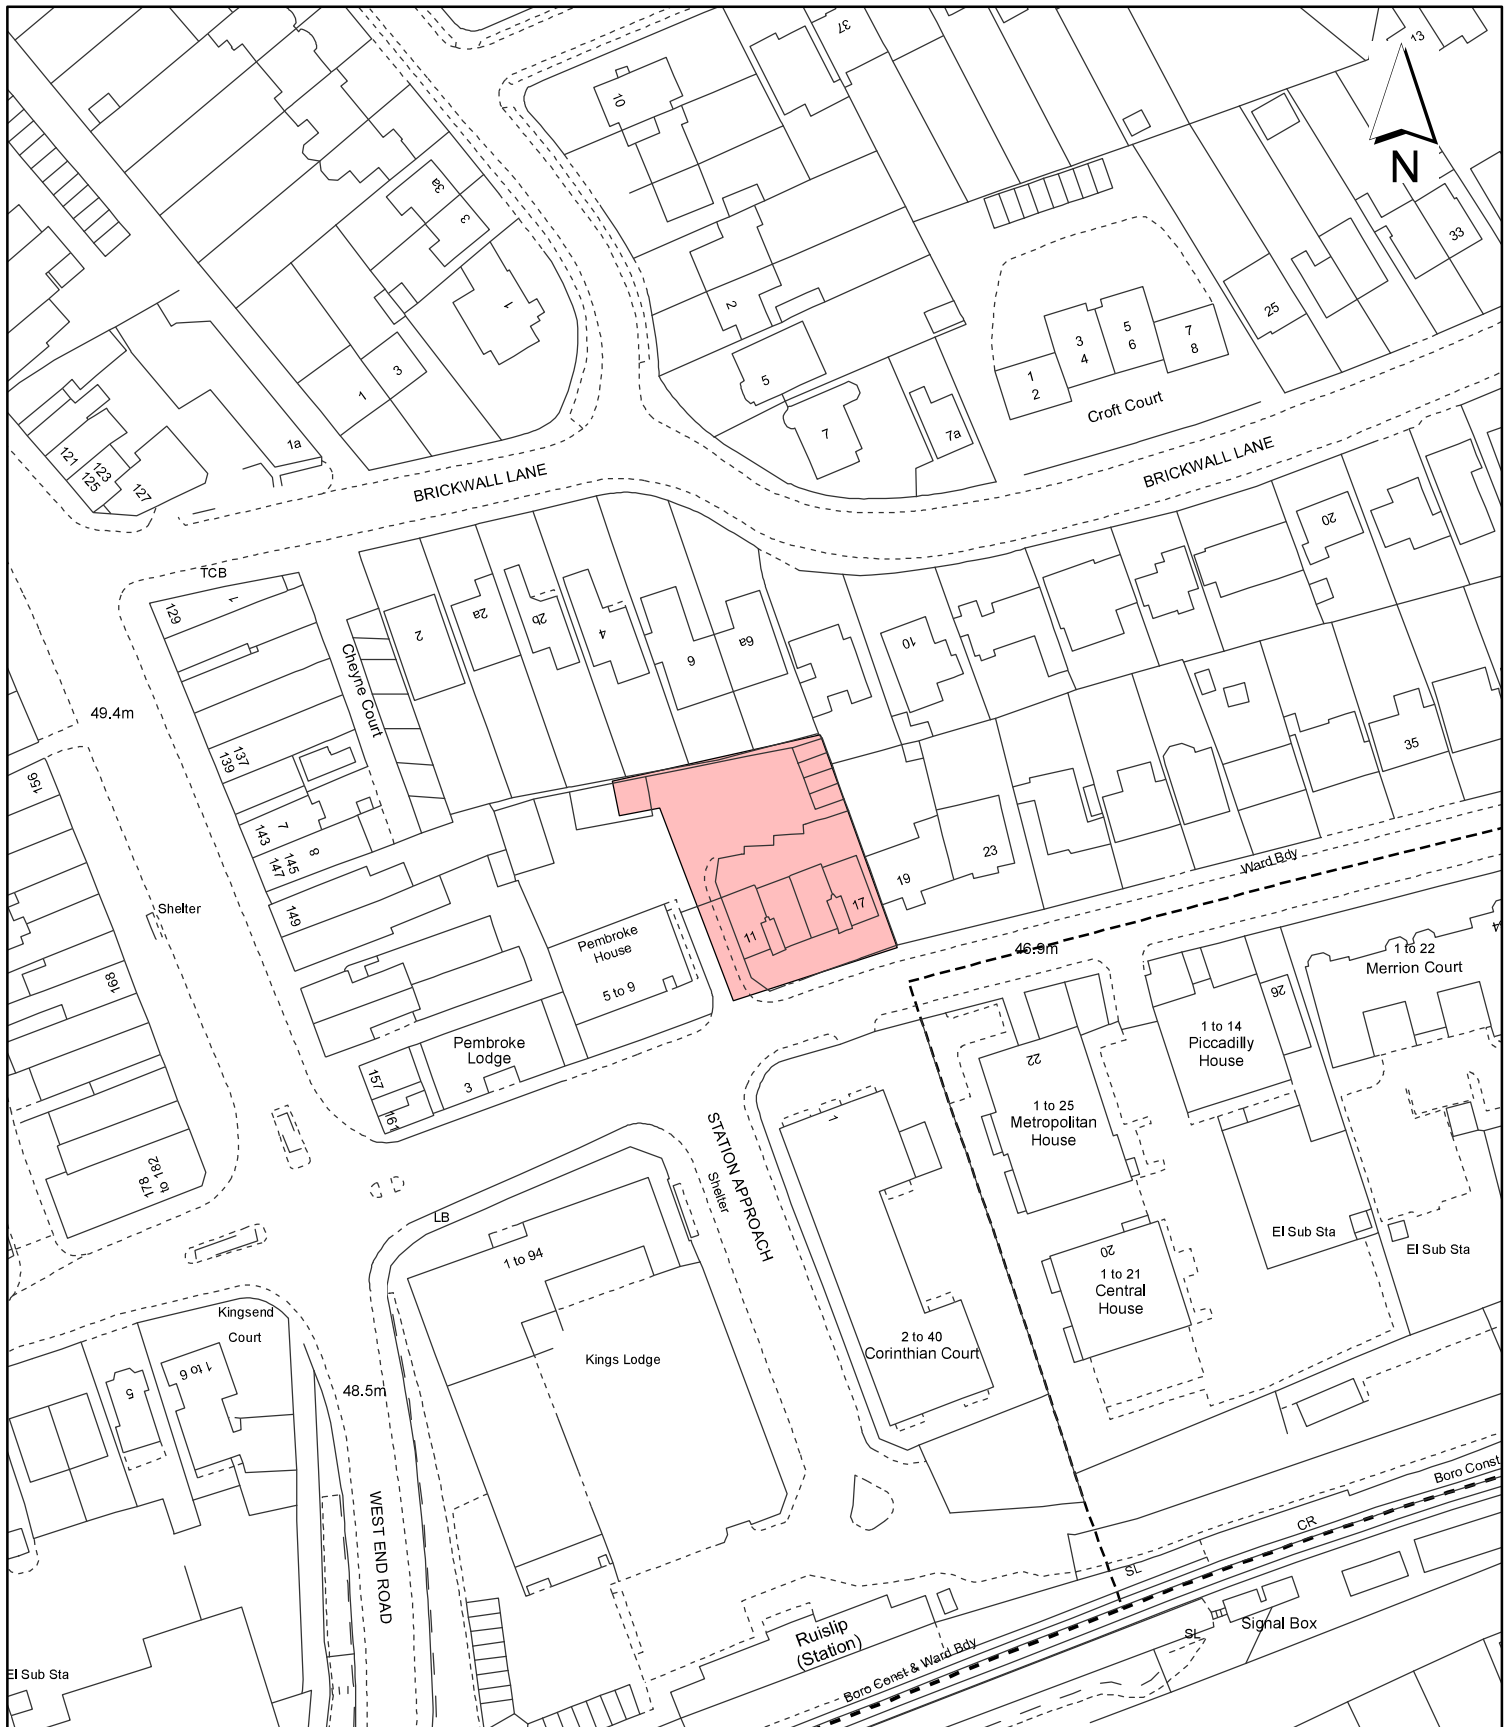 37
13
N
10
3a
3
1
2
33
25
5
6
7
8
3
4
1
2
Croft Court
5
7
7a
1
3
1a
121
123
125
127
BRICKWALL LANE
BRICKWALL LANE
20
TCB
129
1
2
2a
2b
4
6
6a
10
Cheyne Court
49.4m
137
139
35
156
143
7
8
145
147
149
Shelter
168
23
19
17
11
Ward Bdy
46.9m
Pembroke
House
5 to 9
1 to 22
Merrion Court
24
26
1 to 14
Piccadilly
House
Pembroke
Lodge
3
157
161
22
1 to 25
Metropolitan
House
1
STATION APPROACH
Shelter
178
to 182
LB
1 to 94
El Sub Sta
El Sub Sta
20
1 to 21
Central
House
Kingsend
Court
1 to 6
5
Kings Lodge
2 to 40
Corinthian Court
48.5m
WEST END ROAD
Boro Const
CR
SL
SL
Signal Box
Ruislip
(Station)
Boro Const & Ward Bdy
El Sub Sta